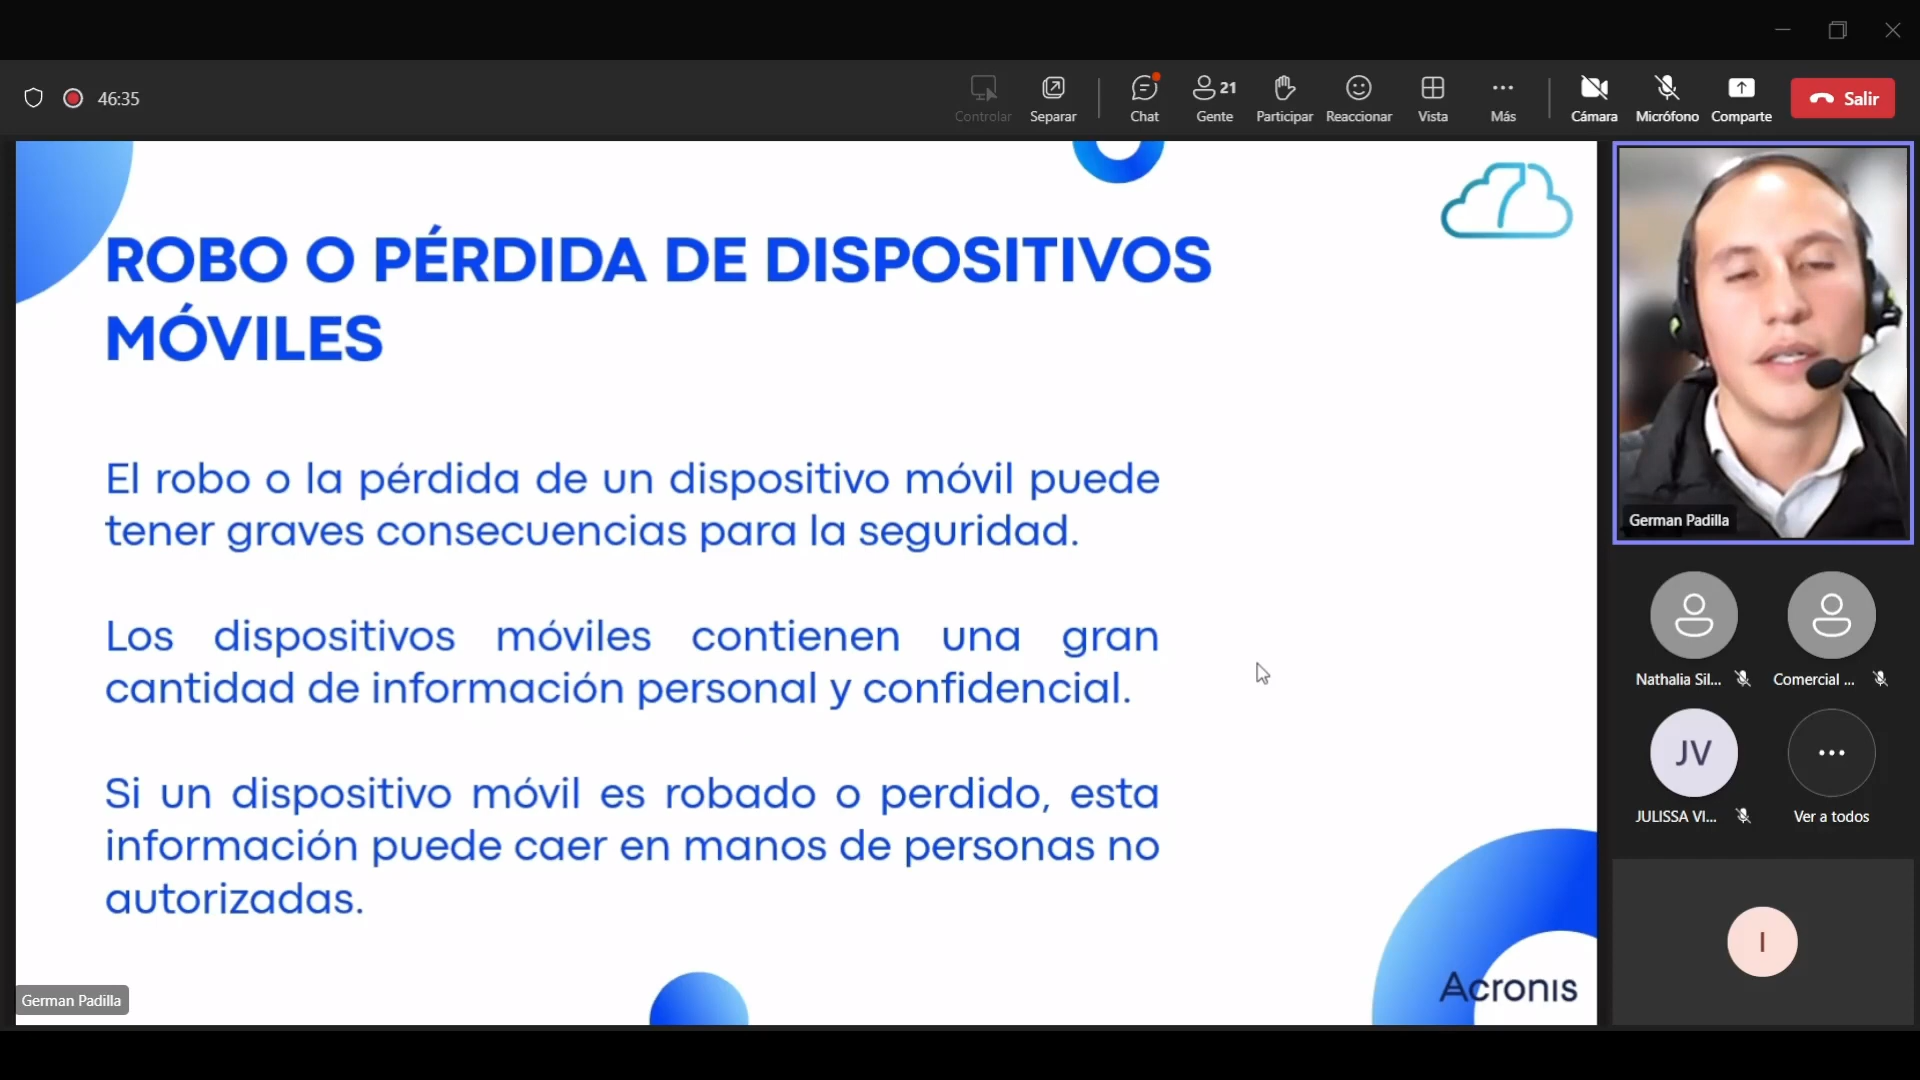 46:35
Controlar
Separar
Chat
21
Gente
Participar
Reaccionar
Vista
Más
Cámara
Micrófono
Comparte
Salir
7
ROBO O PÉRDIDA DE DISPOSITIVOS
MÓVILES
El robo o la pérdida de un dispositivo móvil puede
tener graves consecuencias para la seguridad.
Los dispositivos móviles contienen una gran
cantidad de información personal y confidencial.
Si un dispositivo móvil es robado o perdido, esta
información puede caer en manos de personas no
autorizadas.
Acronis
German Padilla
German Padilla
Nathalia Sil...
Comercial ...
JV
JULISSA VI...
Ver a todos
I